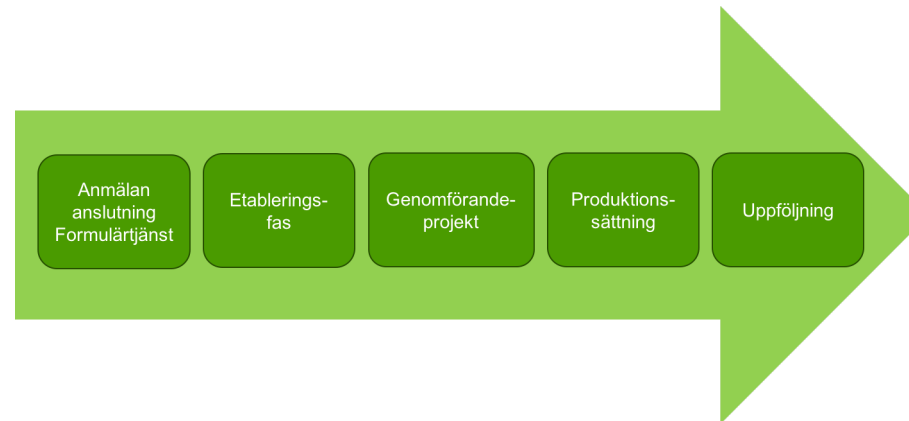 Anmälan
anslutning
Formulärtjänst
Etablerings-
fas
Genomförande-
projekt
Produktions-
sättning
Uppföljning